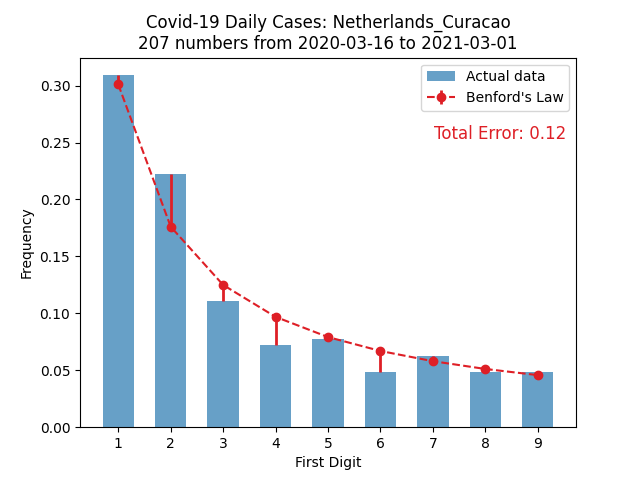 Covid-19 Daily Cases: Netherlands_Curacao
207 numbers from 2020-03-16 to 2021-03-01
Actual data
Benford's Law
Total Error: 0.12
Frequency
0.30
0.25
0.20
0.15
0.10
0.05
0.00
1 2 3 4 5 6 7 8 9
First Digit